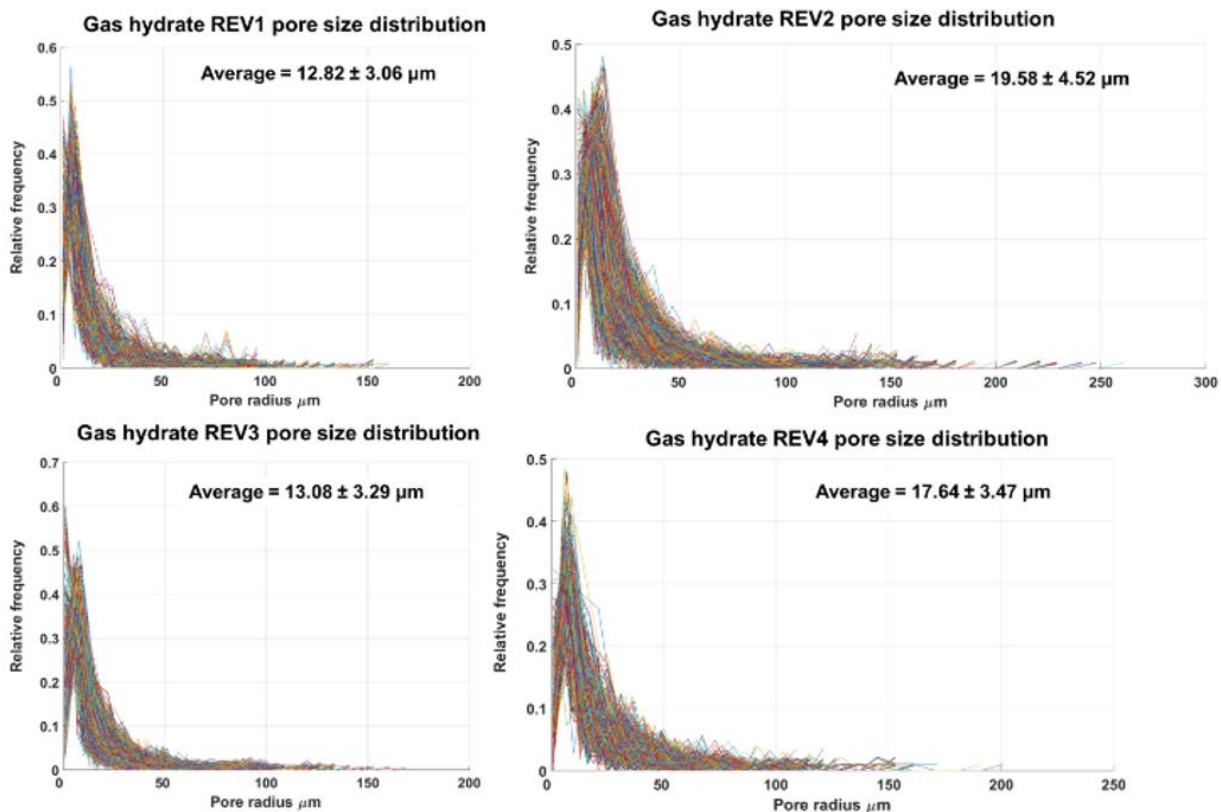 Gas hydrate REV1 pore size distribution
Average = 12.82 ± 3.06 µm
Relative frequency
0.6
0.5
0.4
0.3
0.2
0.1
0
0 50 100 150 200
Pore radius µm
Gas hydrate REV2 pore size distribution
Average = 19.58 ± 4.52 µm
Relative frequency
0.5
0.4
0.3
0.2
0.1
0
0 50 100 150 200 250 300
Pore radius µm
Gas hydrate REV3 pore size distribution
Average = 13.08 ± 3.29 µm
Relative frequency
0.7
0.6
0.5
0.4
0.3
0.2
0.1
0
0 50 100 150 200
Pore radius µm
Gas hydrate REV4 pore size distribution
Average = 17.64 ± 3.47 µm
Relative frequency
0.5
0.4
0.3
0.2
0.1
0
0 50 100 150 200 250
Pore radius µm